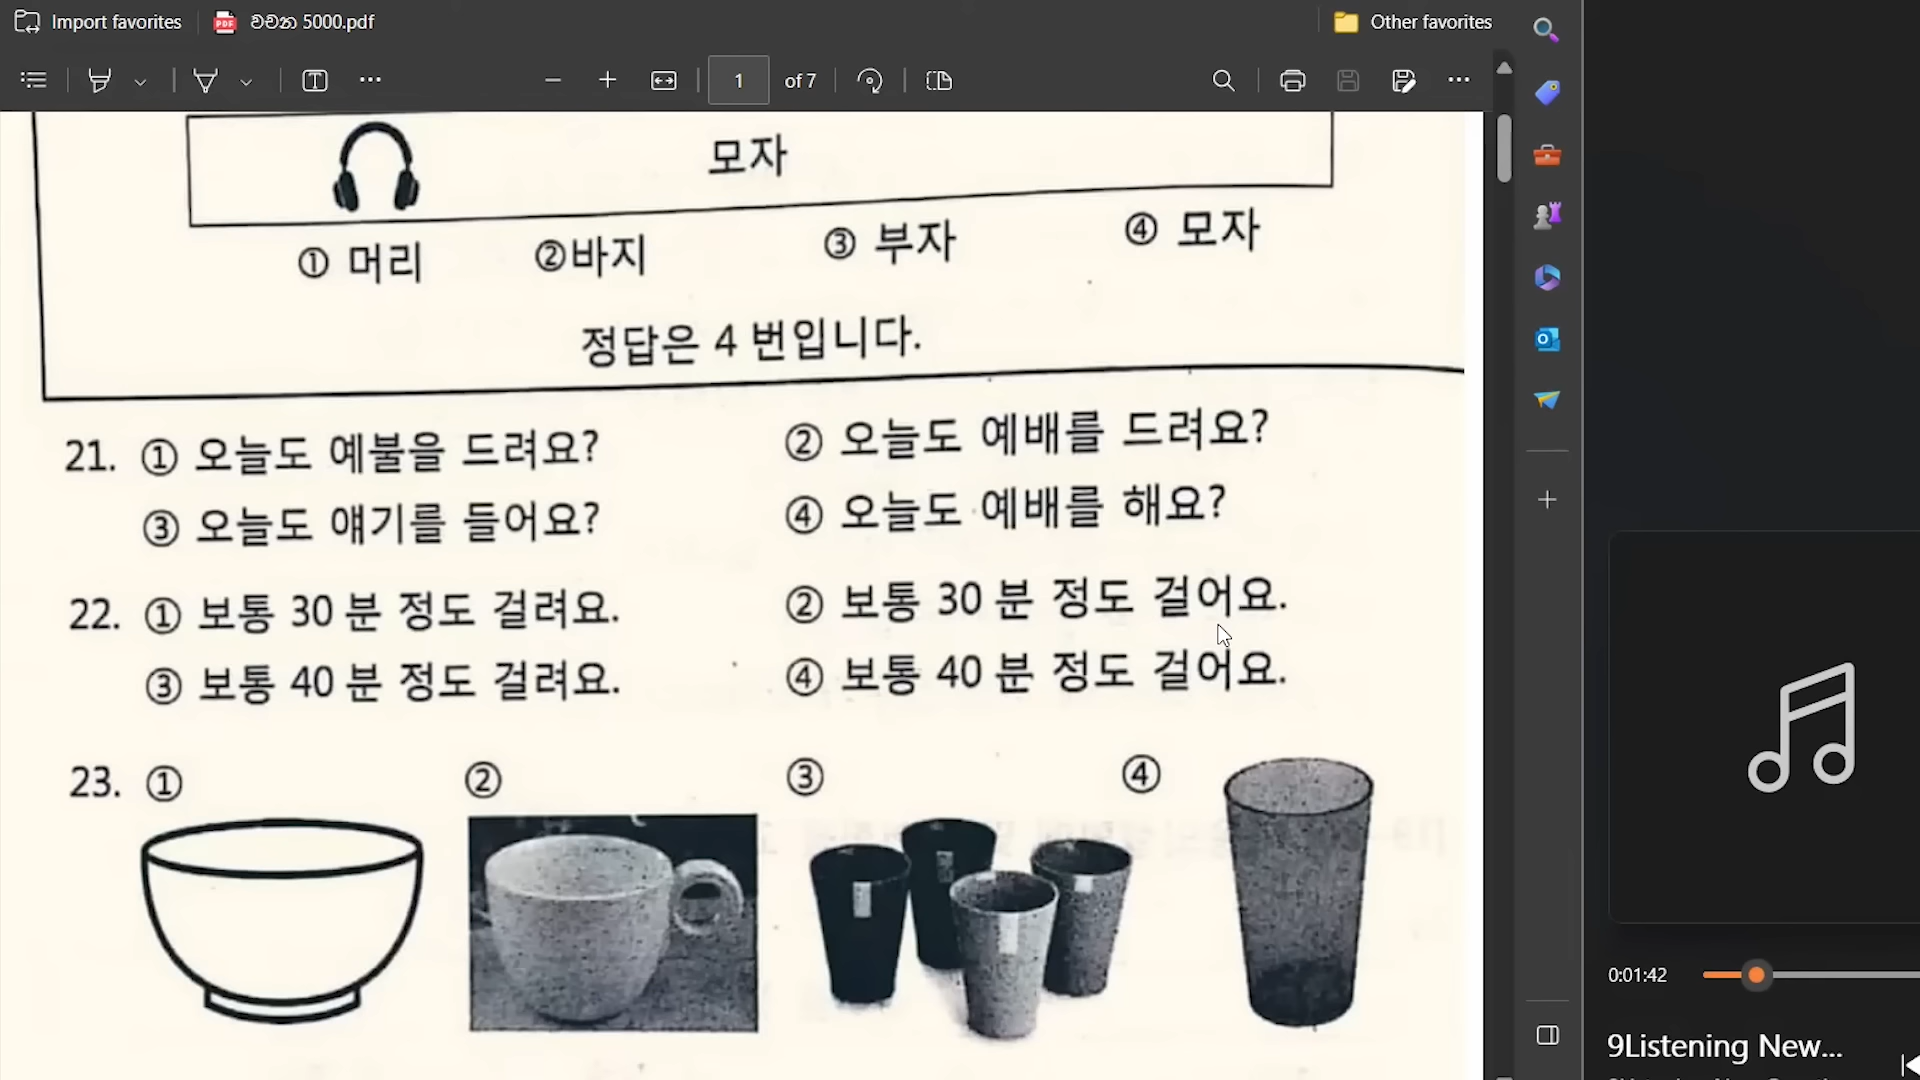 Import favorites
වචන 5000.pdf
Other favorites
1 of 7
모자
① 머리 ②바지 ③ 부자 ④ 모자
정답은 4 번입니다.
21. ① 오늘도 예불을 드려요? ② 오늘도 예배를 드려요?
③ 오늘도 얘기를 들어요? ④ 오늘도 예배를 해요?
22. ① 보통 30 분 정도 걸려요. ② 보통 30 분 정도 걸어요.
③ 보통 40 분 정도 걸려요. ④ 보통 40 분 정도 걸어요.
23. ① ② ③ ④
0:01:42
9Listening New...